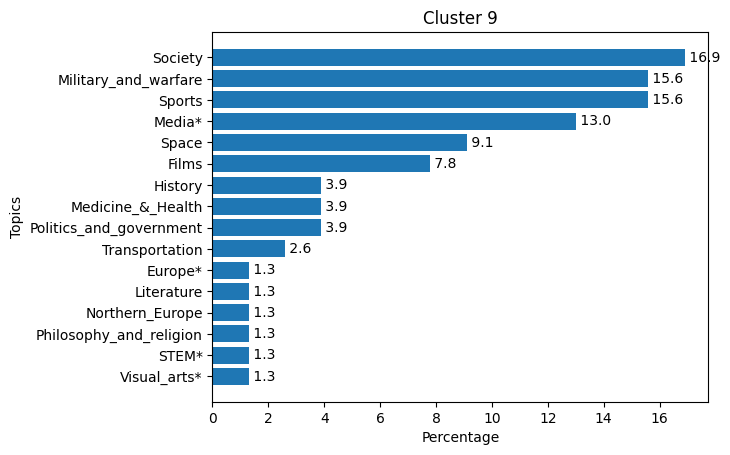 Cluster 9
Topics
Society 16.9
Military_and_warfare 15.6
Sports 15.6
Media* 13.0
Space 9.1
Films 7.8
History 3.9
Medicine_&_Health 3.9
Politics_and_government 3.9
Transportation 2.6
Europe* 1.3
Literature 1.3
Northern_Europe 1.3
Philosophy_and_religion 1.3
STEM* 1.3
Visual_arts* 1.3
0 2 4 6 8 10 12 14 16
Percentage